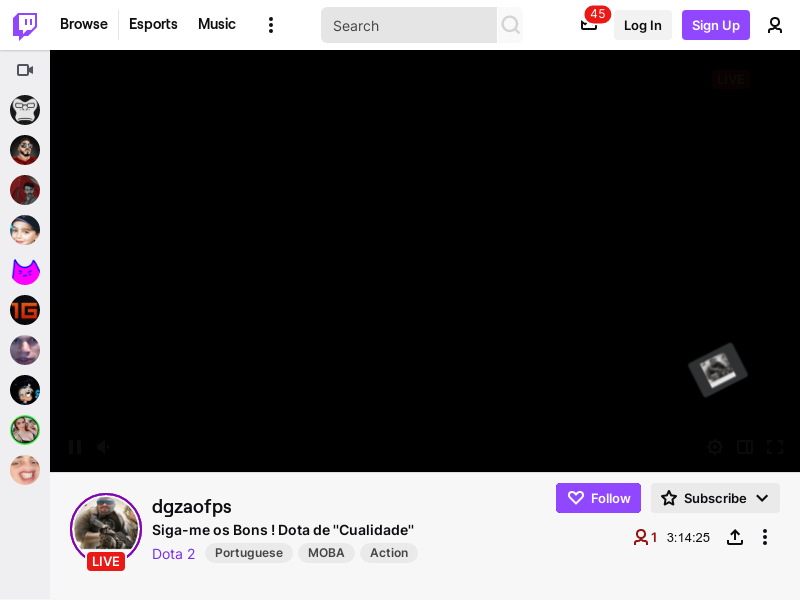 Browse
Esports
Music
Search
45
Log In
Sign Up
LIVE
1G
dgzaofps
Siga-me os Bons ! Dota de "Cualidade"
LIVE
Dota 2
Portuguese
MOBA
Action
Follow
Subscribe
1
3:14:25